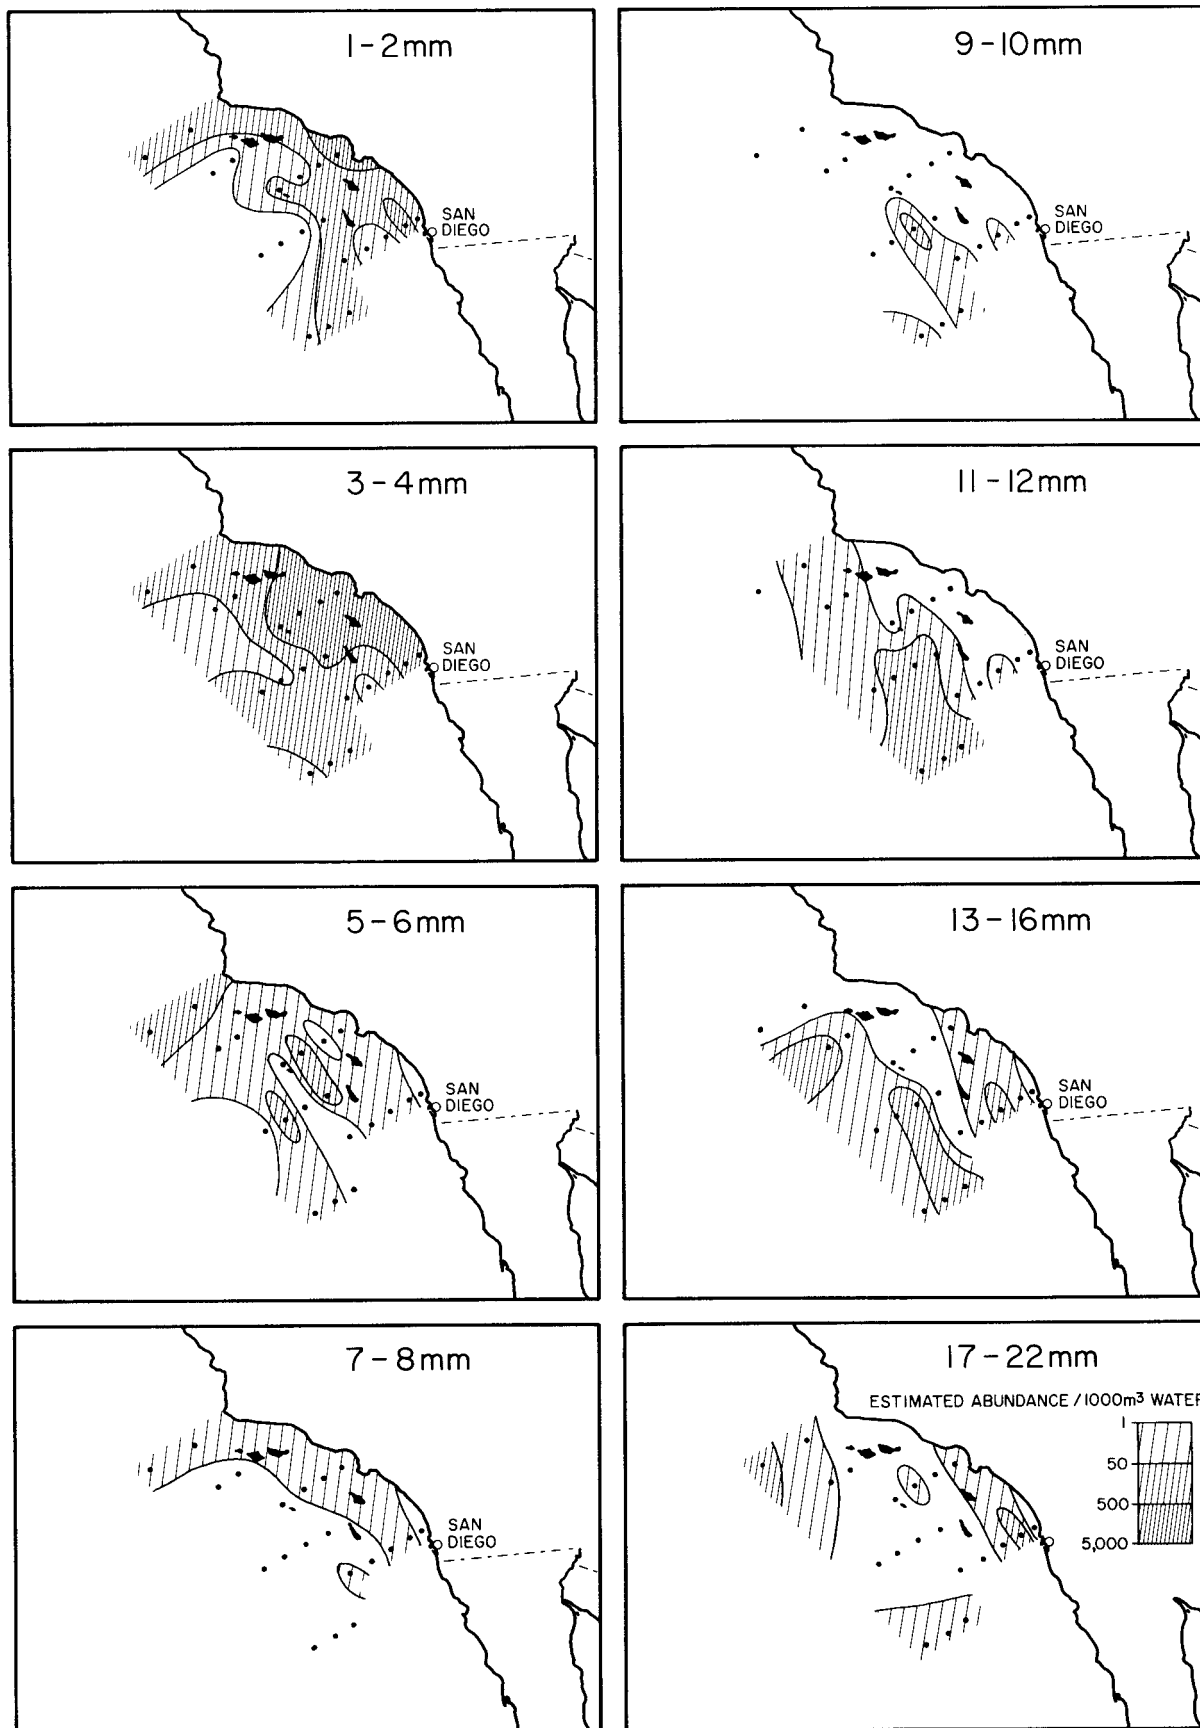 1-2mm
SAN
DIEGO
9-10mm
SAN
DIEGO
3-4mm
SAN
DIEGO
11-12mm
SAN
DIEGO
5-6mm
SAN
DIEGO
13-16mm
SAN
DIEGO
7-8mm
SAN
DIEGO
17-22mm
ESTIMATED ABUNDANCE/1000m³ WATER
1
50
500
5,000